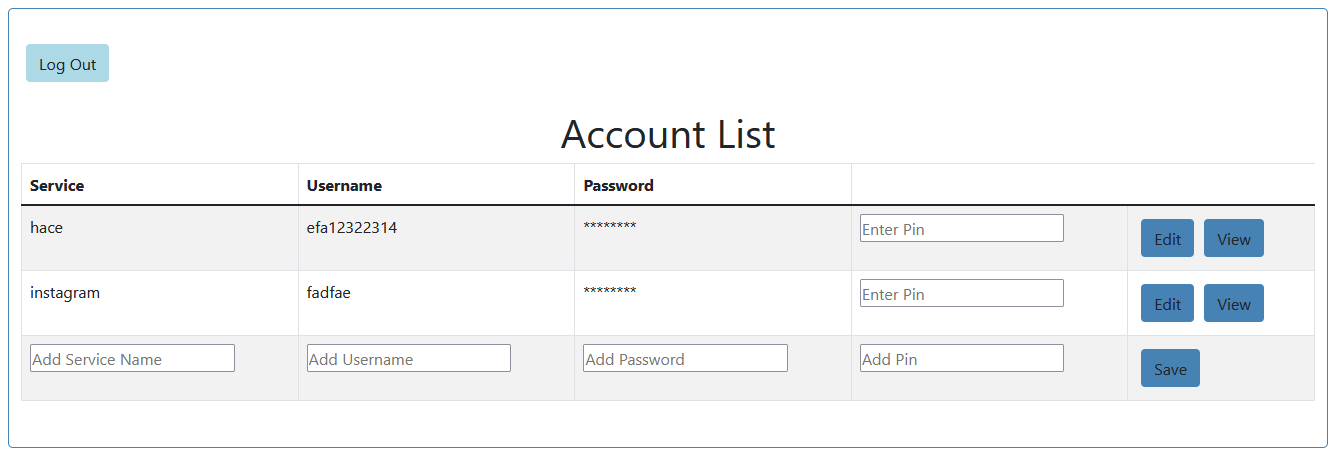 Log Out
Account List
Service Username Password
hace efa12322314 ******** Enter Pin Edit View
instagram fadfae ******** Enter Pin Edit View
Add Service Name Add Username Add Password Add Pin Save